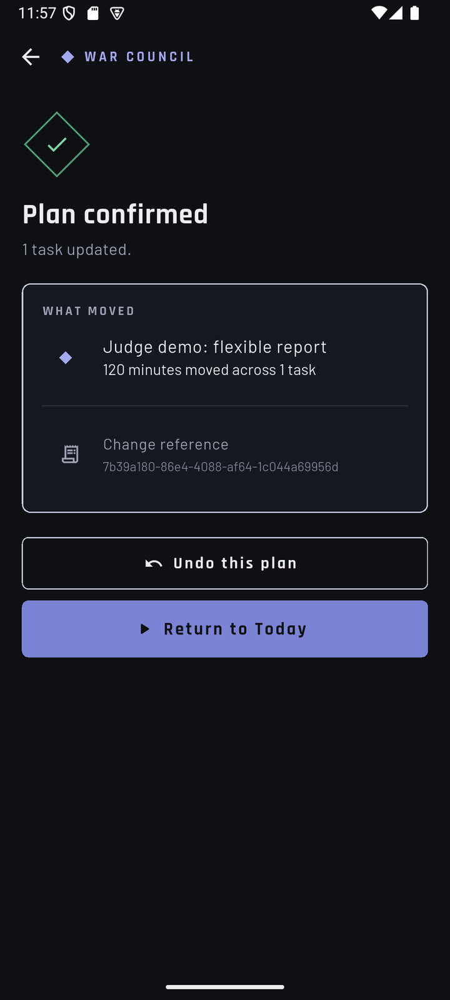 11:57
WAR COUNCIL
Plan confirmed
1 task updated.
WHAT MOVED
Judge demo: flexible report
120 minutes moved across 1 task
Change reference
7b39a180-86e4-4088-af64-1c044a69956d
Undo this plan
Return to Today